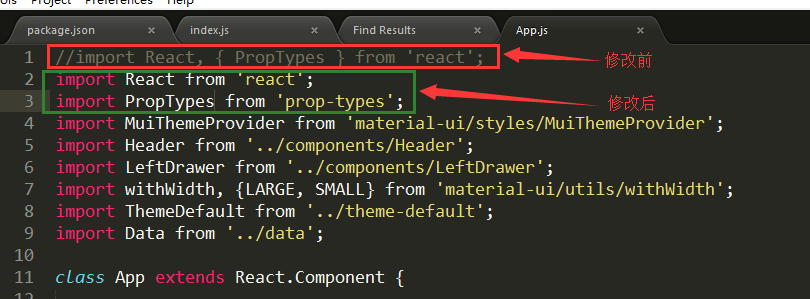 Project Preferences Help
package.json × index.js × Find Results × App.js ×
1 //import React, { PropTypes } from 'react'; 修改前
2 import React from 'react';
3 import PropTypes from 'prop-types'; 修改后
4 import MuiThemeProvider from 'material-ui/styles/MuiThemeProvider';
5 import Header from '../components/Header';
6 import LeftDrawer from '../components/LeftDrawer';
7 import withWidth, {LARGE, SMALL} from 'material-ui/utils/withWidth';
8 import ThemeDefault from '../theme-default';
9 import Data from '../data';
10
11 class App extends React.Component {
12